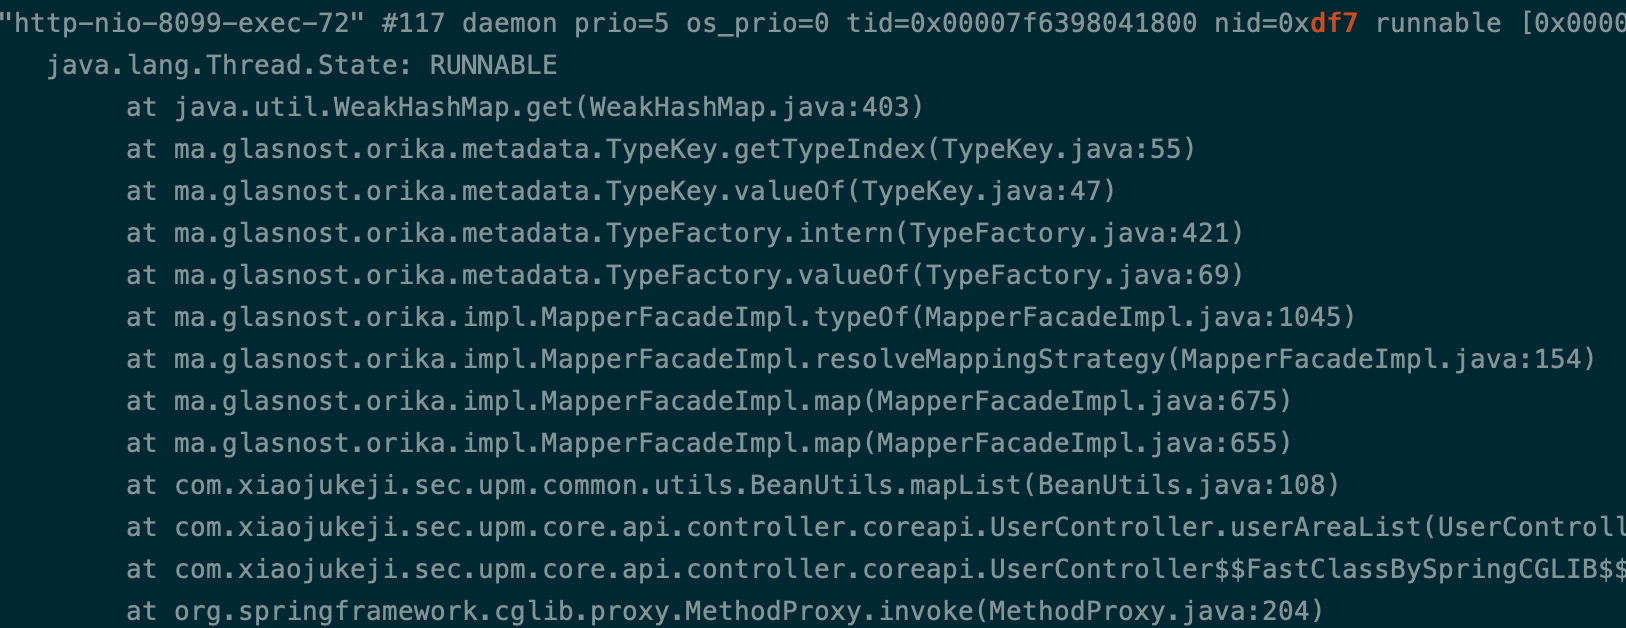 "http-nio-8099-exec-72" #117 daemon prio=5 os_prio=0 tid=0x00007f6398041800 nid=0xdf7 runnable [0x0000
java.lang.Thread.State: RUNNABLE
at java.util.WeakHashMap.get(WeakHashMap.java:403)
at ma.glasnost.orika.metadata.TypeKey.getTypeIndex(TypeKey.java:55)
at ma.glasnost.orika.metadata.TypeKey.valueOf(TypeKey.java:47)
at ma.glasnost.orika.metadata.TypeFactory.intern(TypeFactory.java:421)
at ma.glasnost.orika.metadata.TypeFactory.valueOf(TypeFactory.java:69)
at ma.glasnost.orika.impl.MapperFacadeImpl.typeOf(MapperFacadeImpl.java:1045)
at ma.glasnost.orika.impl.MapperFacadeImpl.resolveMappingStrategy(MapperFacadeImpl.java:154)
at ma.glasnost.orika.impl.MapperFacadeImpl.map(MapperFacadeImpl.java:675)
at ma.glasnost.orika.impl.MapperFacadeImpl.map(MapperFacadeImpl.java:655)
at com.xiaojukeji.sec.upm.common.utils.BeanUtils.mapList(BeanUtils.java:108)
at com.xiaojukeji.sec.upm.core.api.controller.coreapi.UserController.userAreaList(UserControll
at com.xiaojukeji.sec.upm.core.api.controller.coreapi.UserController$$FastClassBySpringCGLIB$$
at org.springframework.cglib.proxy.MethodProxy.invoke(MethodProxy.java:204)